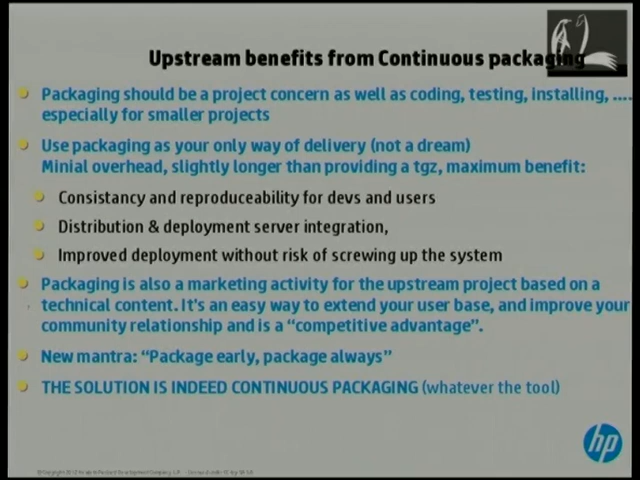 Upstream benefits from Continuous packaging
Packaging should be a project concern as well as coding, testing, installing, ....
especially for smaller projects
Use packaging as your only way of delivery (not a dream)
Minial overhead, slightly longer than providing a tgz, maximum benefit:
Consistancy and reproduceability for devs and users
Distribution & deployment server integration,
Improved deployment without risk of screwing up the system
Packaging is also a marketing activity for the upstream project based on a
technical content. It's an easy way to extend your user base, and improve your
community relationship and is a "competitive advantage".
New mantra: "Package early, package always"
THE SOLUTION IS INDEED CONTINUOUS PACKAGING (whatever the tool)
hp